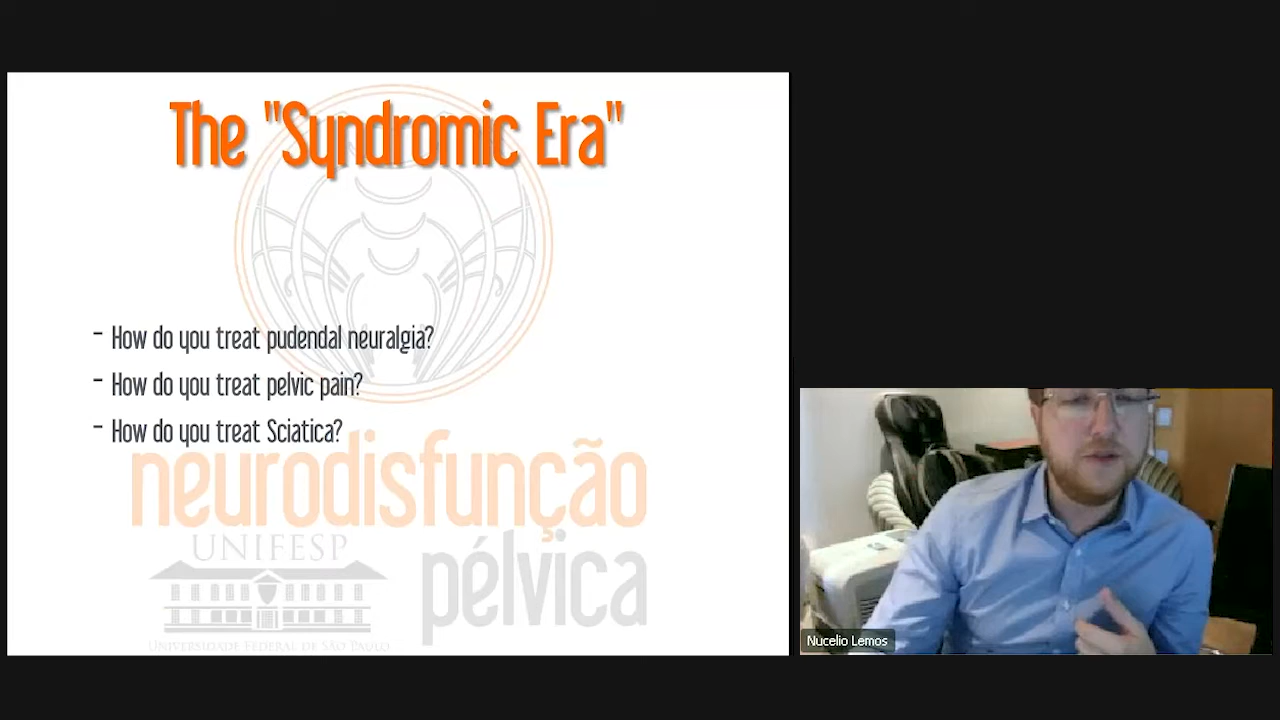 The "Syndromic Era"
- How do you treat pudendal neuralgia?
- How do you treat pelvic pain?
- How do you treat Sciatica?
neurodisfunção
UNIFESP
pélvica
Universidade Federal de São Paulo
Nucelio Lemos